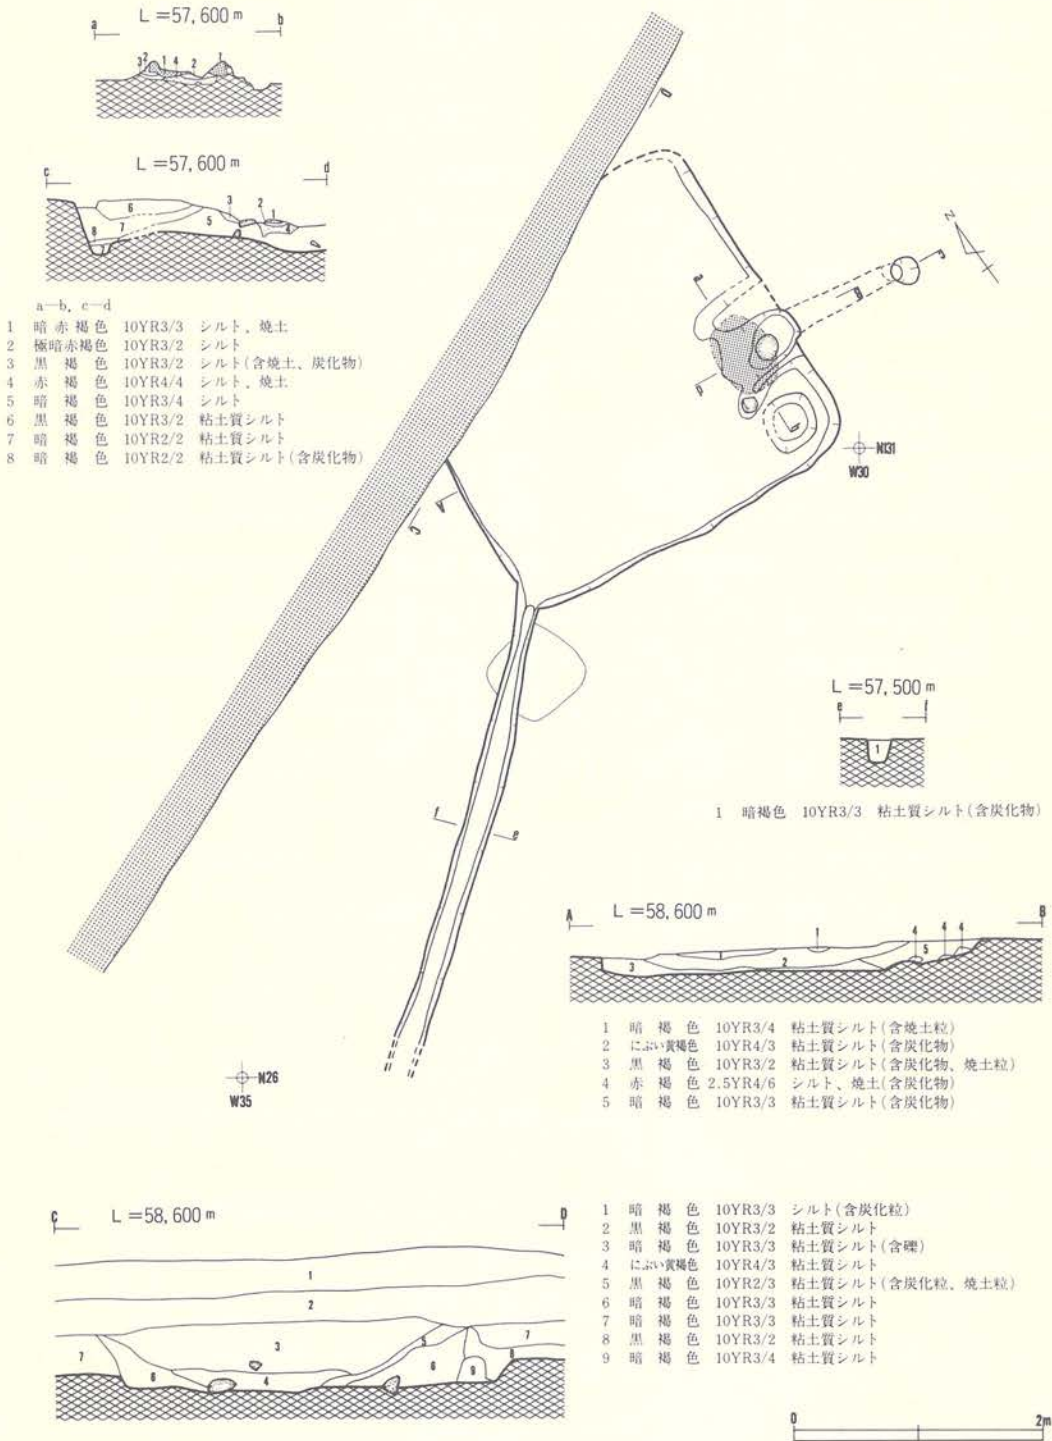 L=57,600 m
a b
3 2 1 4 2 1
L=57,600 m
c d
6 3 2 1
8 7 5 4
a―b, c―d
1 暗赤褐色 10YR3/3 シルト、焼土
2 極暗赤褐色 10YR3/2 シルト
3 黒褐色 10YR3/2 シルト(含焼土、炭化物)
4 赤褐色 10YR4/4 シルト、焼土
5 暗褐色 10YR3/4 シルト
6 黒褐色 10YR3/2 粘土質シルト
7 暗褐色 10YR2/2 粘土質シルト
8 暗褐色 10YR2/2 粘土質シルト(含炭化物)
D
N
B
N131
W30
A
C
L=57,500 m
e f
1
1 暗褐色 10YR3/3 粘土質シルト(含炭化物)
f e
A L=58,600 m B
1 4 4 4
3 1 2 5
1 暗褐色 10YR3/4 粘土質シルト(含焼土粒)
2 にぶい黄褐色 10YR4/3 粘土質シルト(含炭化物)
3 黒褐色 10YR3/2 粘土質シルト(含炭化物、焼土粒)
4 赤褐色 2.5YR4/6 シルト、焼土(含炭化物)
5 暗褐色 10YR3/3 粘土質シルト(含炭化物)
N26
W35
C L=58,600 m D
1
2
3 5 7
7 6 4 6 9 8
1 暗褐色 10YR3/3 シルト(含炭化粒)
2 黒褐色 10YR3/2 粘土質シルト
3 暗褐色 10YR3/3 粘土質シルト(含礫)
4 にぶい黄褐色 10YR4/3 粘土質シルト
5 黒褐色 10YR2/3 粘土質シルト(含炭化粒、焼土粒)
6 暗褐色 10YR3/3 粘土質シルト
7 暗褐色 10YR3/3 粘土質シルト
8 黒褐色 10YR3/2 粘土質シルト
9 暗褐色 10YR3/4 粘土質シルト
0 2m